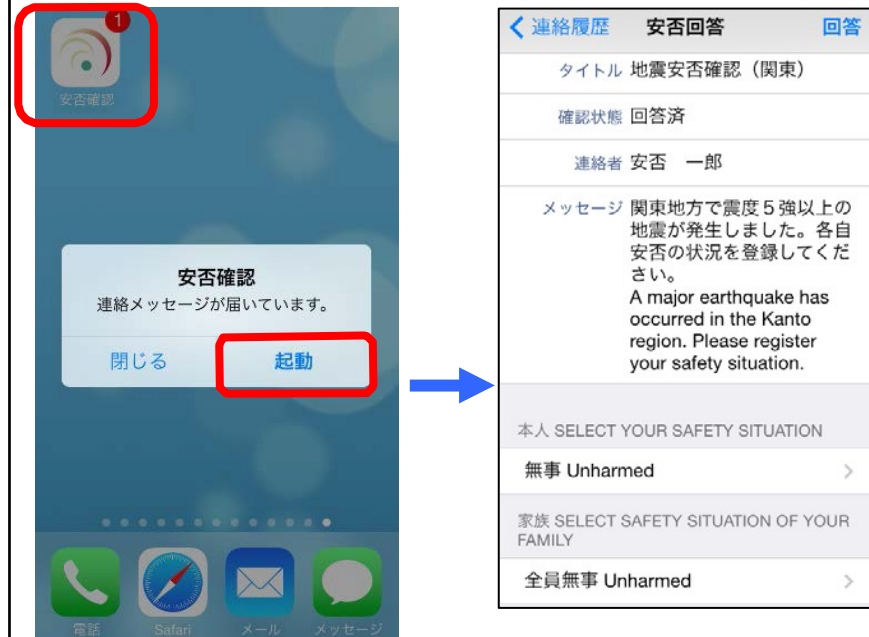 1
安否確認
安否確認
連絡メッセージが届いています。
閉じる 起動
電話 Safari メール メッセージ
連絡履歴 安否回答 回答
タイトル 地震安否確認（関東）
確認状態 回答済
連絡者 安否　一郎
メッセージ 関東地方で震度５強以上の
地震が発生しました。各自
安否の状況を登録してくだ
さい。
A major earthquake has
occurred in the Kanto
region. Please register
your safety situation.
本人 SELECT YOUR SAFETY SITUATION
無事 Unharmed
家族 SELECT SAFETY SITUATION OF YOUR
FAMILY
全員無事 Unharmed